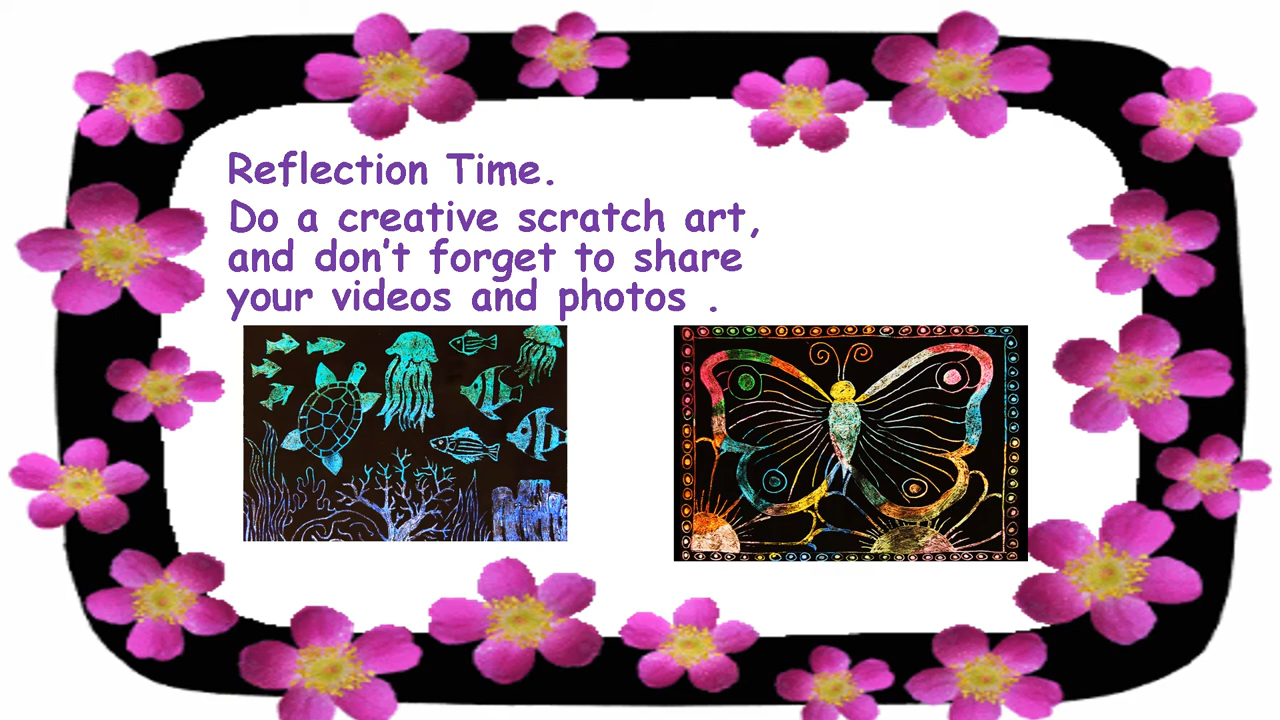 Reflection Time.
Do a creative scratch art,
and don't forget to share
your videos and photos .